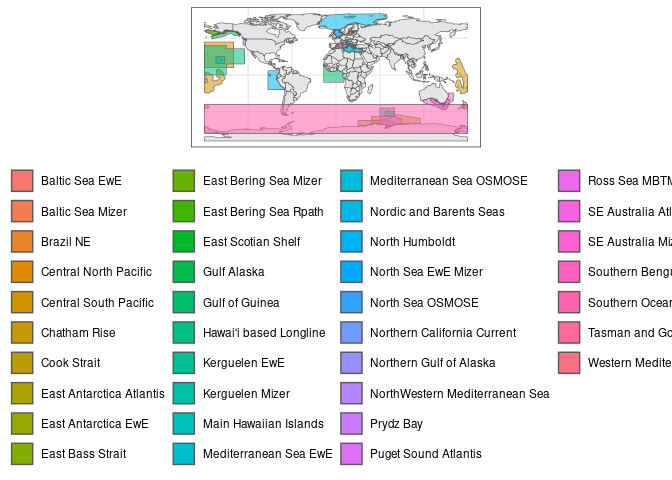 Baltic Sea EwE
Baltic Sea Mizer
Brazil NE
Central North Pacific
Central South Pacific
Chatham Rise
Cook Strait
East Antarctica Atlantis
East Antarctica EwE
East Bass Strait
East Bering Sea Mizer
East Bering Sea Rpath
East Scotian Shelf
Gulf Alaska
Gulf of Guinea
Hawai'i based Longline
Kerguelen EwE
Kerguelen Mizer
Main Hawaiian Islands
Mediterranean Sea EwE
Mediterranean Sea OSMOSE
Nordic and Barents Seas
North Humboldt
North Sea EwE Mizer
North Sea OSMOSE
Northern California Current
Northern Gulf of Alaska
NorthWestern Mediterranean Sea
Prydz Bay
Puget Sound Atlantis
Ross Sea MBTM
SE Australia Atl
SE Australia Mi
Southern Bengu
Southern Ocean
Tasman and Go
Western Medite